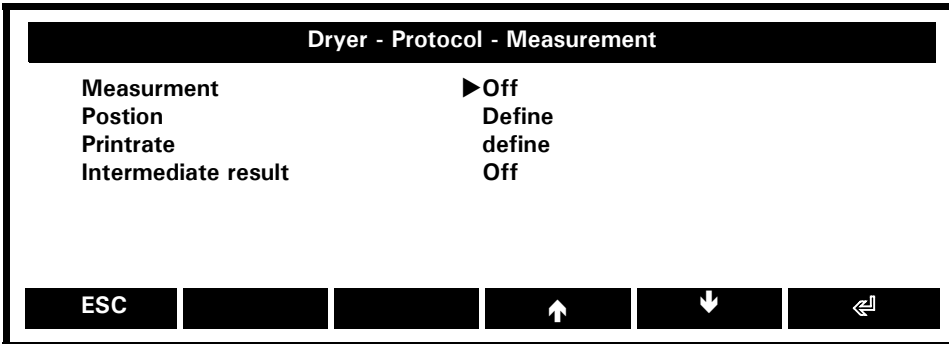 Dryer - Protocol - Measurement
Measurment ▶Off
Postion Define
Printrate define
Intermediate result Off
ESC